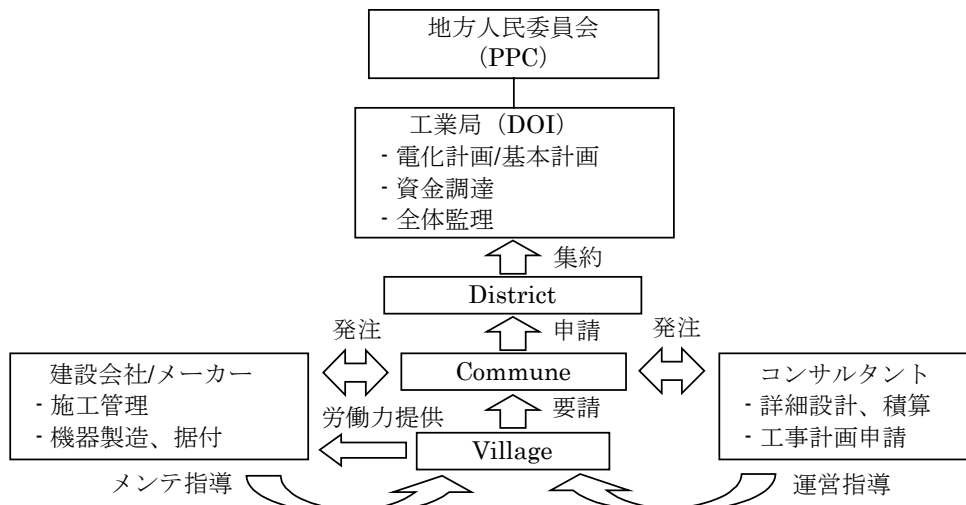 地方人民委員会
（PPC）
工業局（DOI）
- 電化計画/基本計画
- 資金調達
- 全体監理
集約
District
発注
申請
発注
建設会社/メーカー
- 施工管理
- 機器製造、据付
Commune
コンサルタント
- 詳細設計、積算
- 工事計画申請
労働力提供
要請
Village
メンテ指導
運営指導